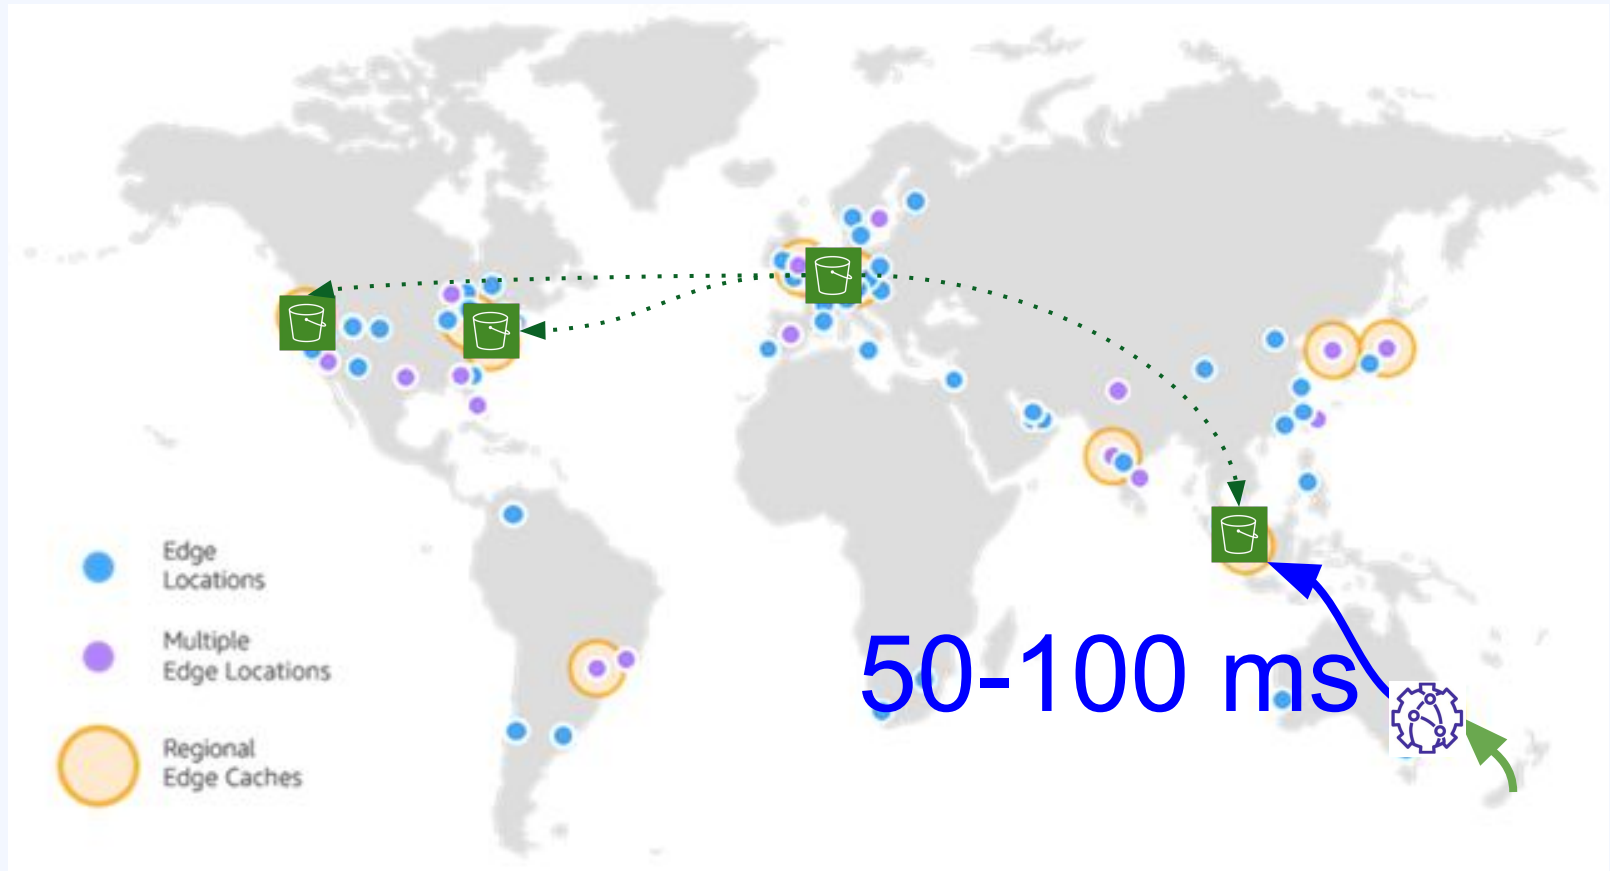 Edge
Locations
Multiple
Edge Locations
Regional
Edge Caches
50-100 ms